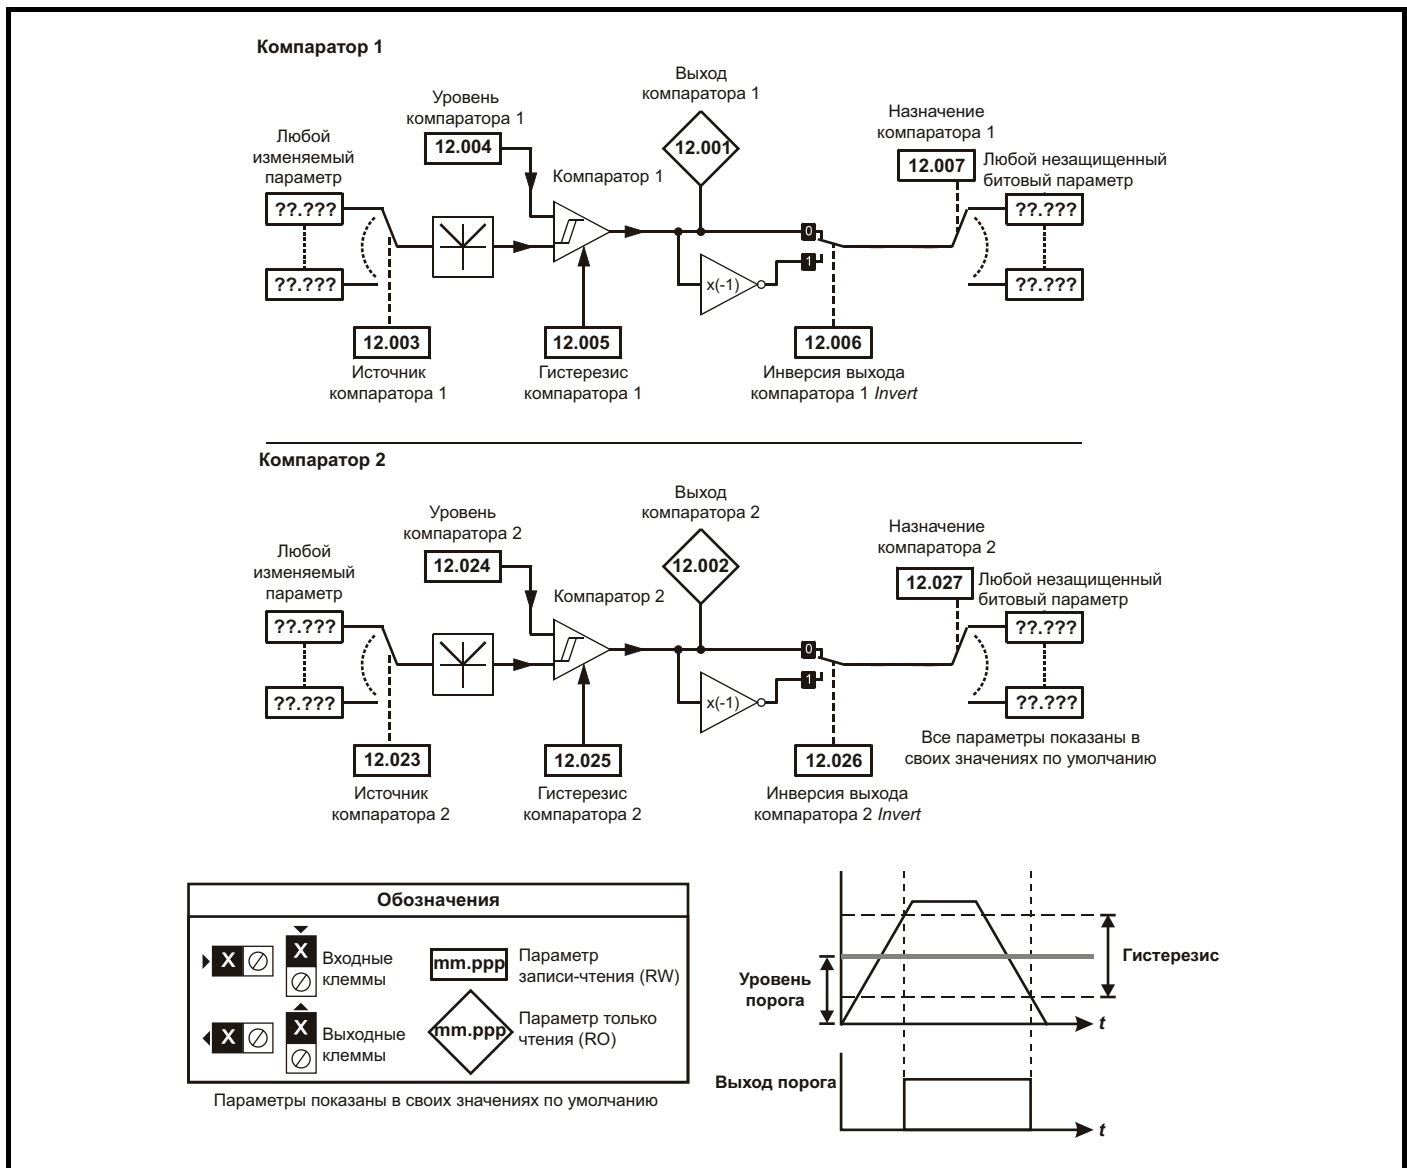 Компаратор 1
Выход
компаратора 1
Уровень
компаратора 1
Назначение
компаратора 1
Любой
изменяемый
параметр
12.004
12.001
12.007
Любой незащищенный
битовый параметр
Компаратор 1
??.???
??.???
0
1
x(-1)
??.???
??.???
12.003
12.005
12.006
Источник
компаратора 1
Гистерезис
компаратора 1
Инверсия выхода
компаратора 1 Invert
Компаратор 2
Выход
компаратора 2
Уровень
компаратора 2
Назначение
компаратора 2
Любой
изменяемый
параметр
12.024
12.002
12.027
Любой незащищенный
битовый параметр
Компаратор 2
??.???
??.???
0
1
x(-1)
??.???
??.???
12.023
12.025
12.026
Все параметры показаны в
своих значениях по умолчанию
Источник
компаратора 2
Гистерезис
компаратора 2
Инверсия выхода
компаратора 2 Invert
Обозначения
X
X
Входные
клеммы
mm.ppp
Параметр
записи-чтения (RW)
X
X
Выходные
клеммы
mm.ppp
Параметр только
чтения (RO)
Параметры показаны в своих значениях по умолчанию
Гистерезис
Уровень
порога
t
Выход порога
t